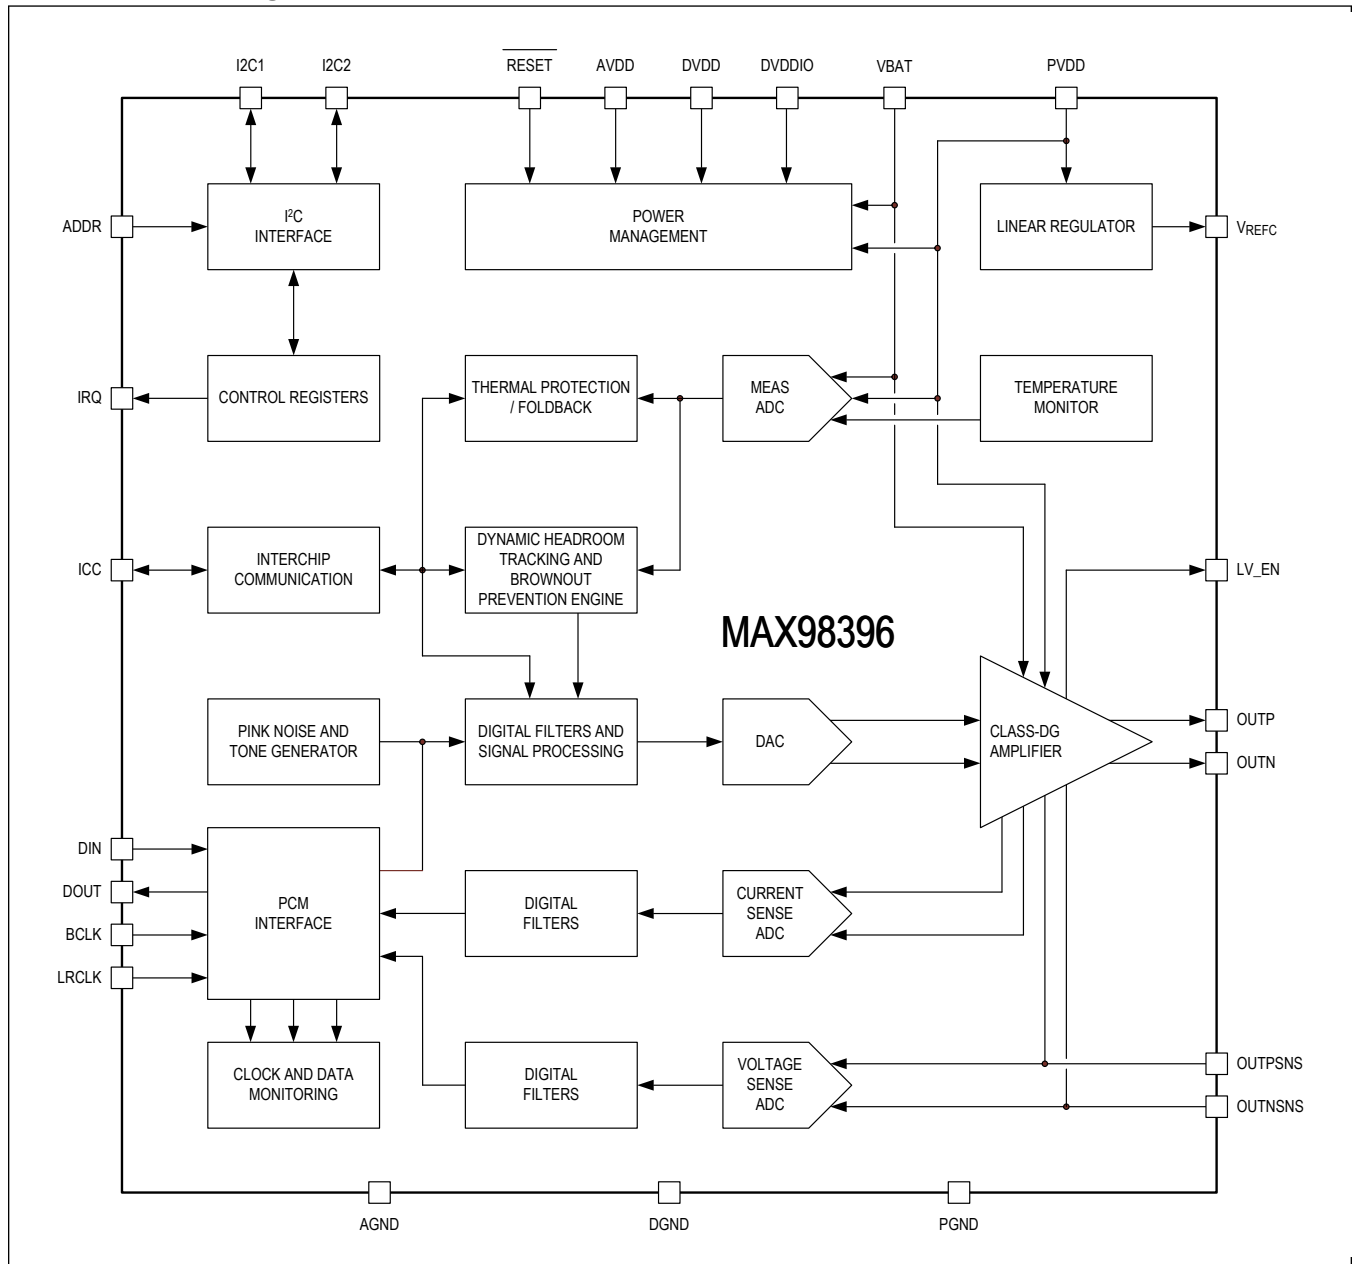 I2C1
I2C2
RESET
AVDD
DVDD
DVDDIO
VBAT
PVDD
ADDR
I²C
INTERFACE
POWER
MANAGEMENT
LINEAR REGULATOR
VREFC
IRQ
CONTROL REGISTERS
THERMAL PROTECTION
/ FOLDBACK
MEAS
ADC
TEMPERATURE
MONITOR
ICC
INTERCHIP
COMMUNICATION
DYNAMIC HEADROOM
TRACKING AND
BROWNOUT
PREVENTION ENGINE
LV_EN
MAX98396
PINK NOISE AND
TONE GENERATOR
DIGITAL FILTERS AND
SIGNAL PROCESSING
DAC
CLASS-DG
AMPLIFIER
OUTP
OUTN
DIN
DOUT
BCLK
LRCLK
PCM
INTERFACE
DIGITAL
FILTERS
CURRENT
SENSE
ADC
CLOCK AND DATA
MONITORING
DIGITAL
FILTERS
VOLTAGE
SENSE
ADC
OUTPSNS
OUTNSNS
AGND
DGND
PGND